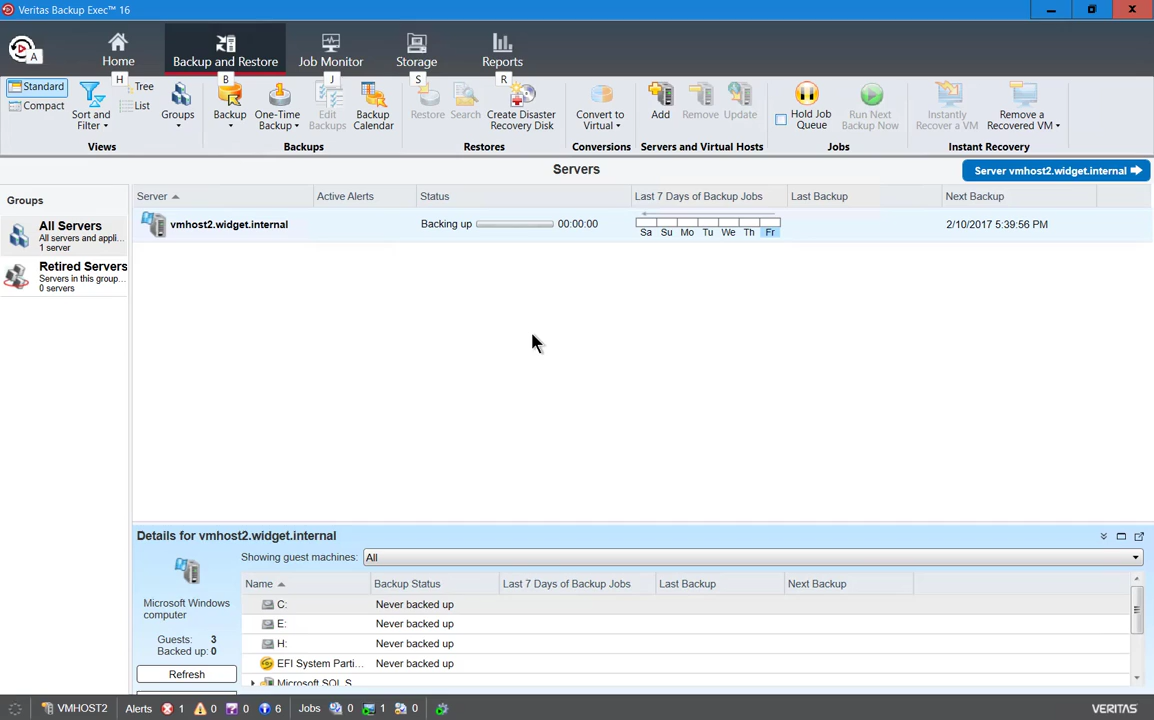 Veritas Backup Exec™ 16
A
Home
Backup and Restore
Job Monitor
Storage
Reports
H
B
J
S
R
Standard
Compact
Sort and Filter
Tree
List
Groups
Views
Backup
One-Time Backup
Edit Backups
Backup Calendar
Backups
Restore
Search
Create Disaster Recovery Disk
Restores
Convert to Virtual
Conversions
Add
Remove
Update
Servers and Virtual Hosts
Hold Job Queue
Run Next Backup Now
Jobs
Instantly Recover a VM
Remove a Recovered VM
Instant Recovery
Servers
Server vmhost2.widget.internal
Groups
All Servers
All servers and appli...
1 server
Retired Servers
Servers in this group...
0 servers
Server
Active Alerts
Status
Last 7 Days of Backup Jobs
Last Backup
Next Backup
vmhost2.widget.internal
Backing up
00:00:00
Sa Su Mo Tu We Th Fr
2/10/2017 5:39:56 PM
Details for vmhost2.widget.internal
Showing guest machines: All
Microsoft Windows computer
Guests: 3
Backed up: 0
Refresh
Name
Backup Status
Last 7 Days of Backup Jobs
Last Backup
Next Backup
C: Never backed up
E: Never backed up
H: Never backed up
EFI System Parti... Never backed up
Microsoft SQL S...
VMHOST2
Alerts 1 0 0 6
Jobs 0 1 0
VERITAS